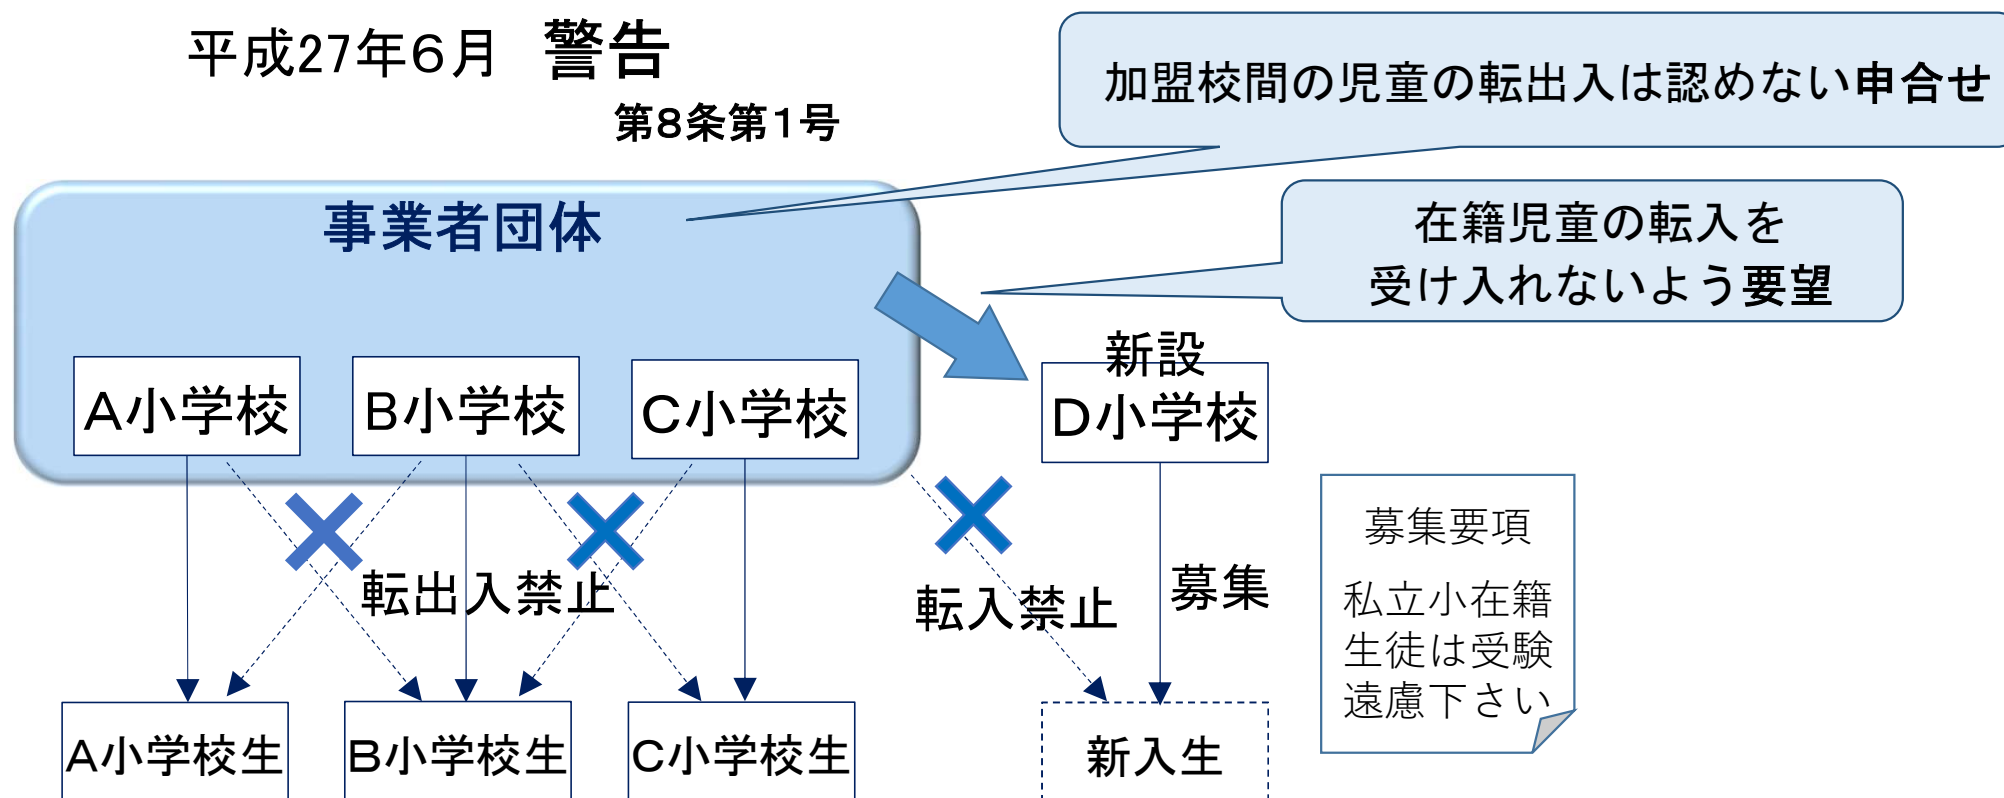 平成27年６月　警告
第８条第１号
加盟校間の児童の転出入は認めない申合せ
事業者団体
在籍児童の転入を
受け入れないよう要望
新設
Ａ小学校
Ｂ小学校
Ｃ小学校
Ｄ小学校
転出入禁止
転入禁止
募集
募集要項
私立小在籍
生徒は受験
遠慮下さい
Ａ小学校生
Ｂ小学校生
Ｃ小学校生
新入生